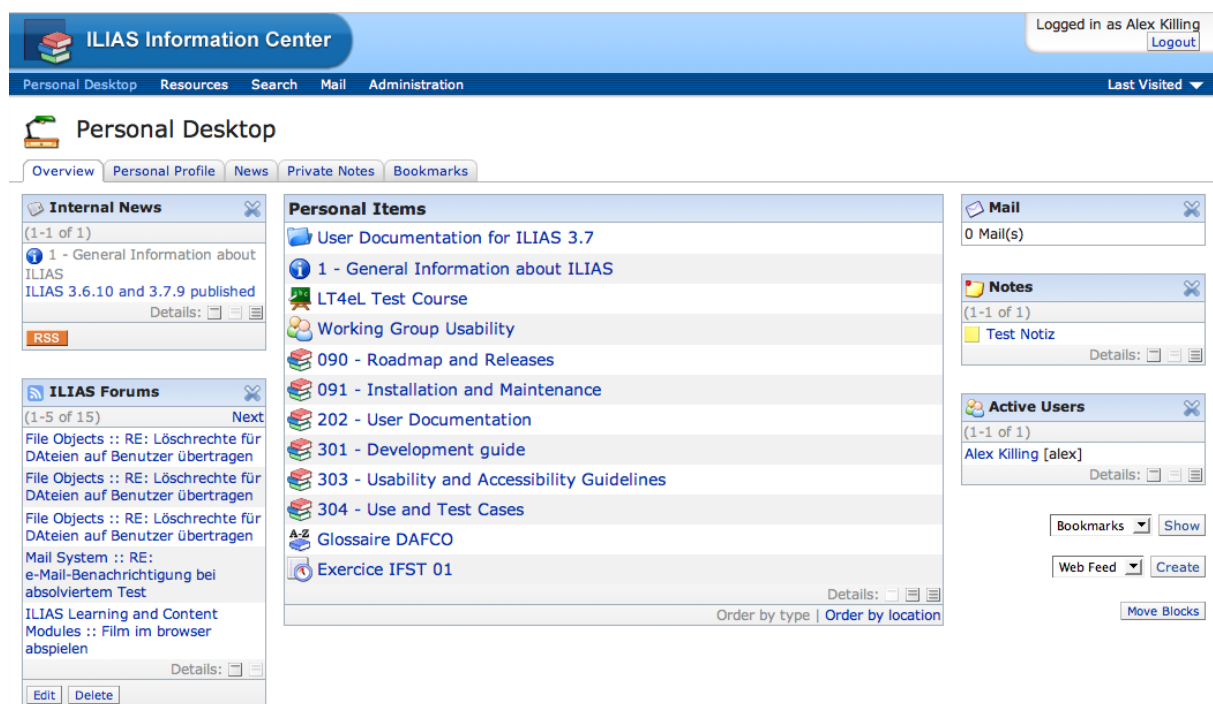 ILIAS Information Center
Logged in as Alex Killing
Logout
Personal Desktop Resources Search Mail Administration
Last Visited
Personal Desktop
Overview Personal Profile News Private Notes Bookmarks
Internal News
(1-1 of 1)
1 - General Information about
ILIAS
ILIAS 3.6.10 and 3.7.9 published
Details:
RSS
ILIAS Forums
(1-5 of 15) Next
File Objects :: RE: Löschrechte für
DAteien auf Benutzer übertragen
File Objects :: RE: Löschrechte für
DAteien auf Benutzer übertragen
File Objects :: RE: Löschrechte für
DAteien auf Benutzer übertragen
Mail System :: RE:
e-Mail-Benachrichtigung bei
absolviertem Test
ILIAS Learning and Content
Modules :: Film im browser
abspielen
Details:
Edit Delete
Personal Items
User Documentation for ILIAS 3.7
1 - General Information about ILIAS
LT4eL Test Course
Working Group Usability
090 - Roadmap and Releases
091 - Installation and Maintenance
202 - User Documentation
301 - Development guide
303 - Usability and Accessibility Guidelines
304 - Use and Test Cases
A-Z Glossaire DAFCO
Exercice IFST 01
Details:
Order by type | Order by location
Mail
0 Mail(s)
Notes
(1-1 of 1)
Test Notiz
Details:
Active Users
(1-1 of 1)
Alex Killing [alex]
Details:
Bookmarks Show
Web Feed Create
Move Blocks